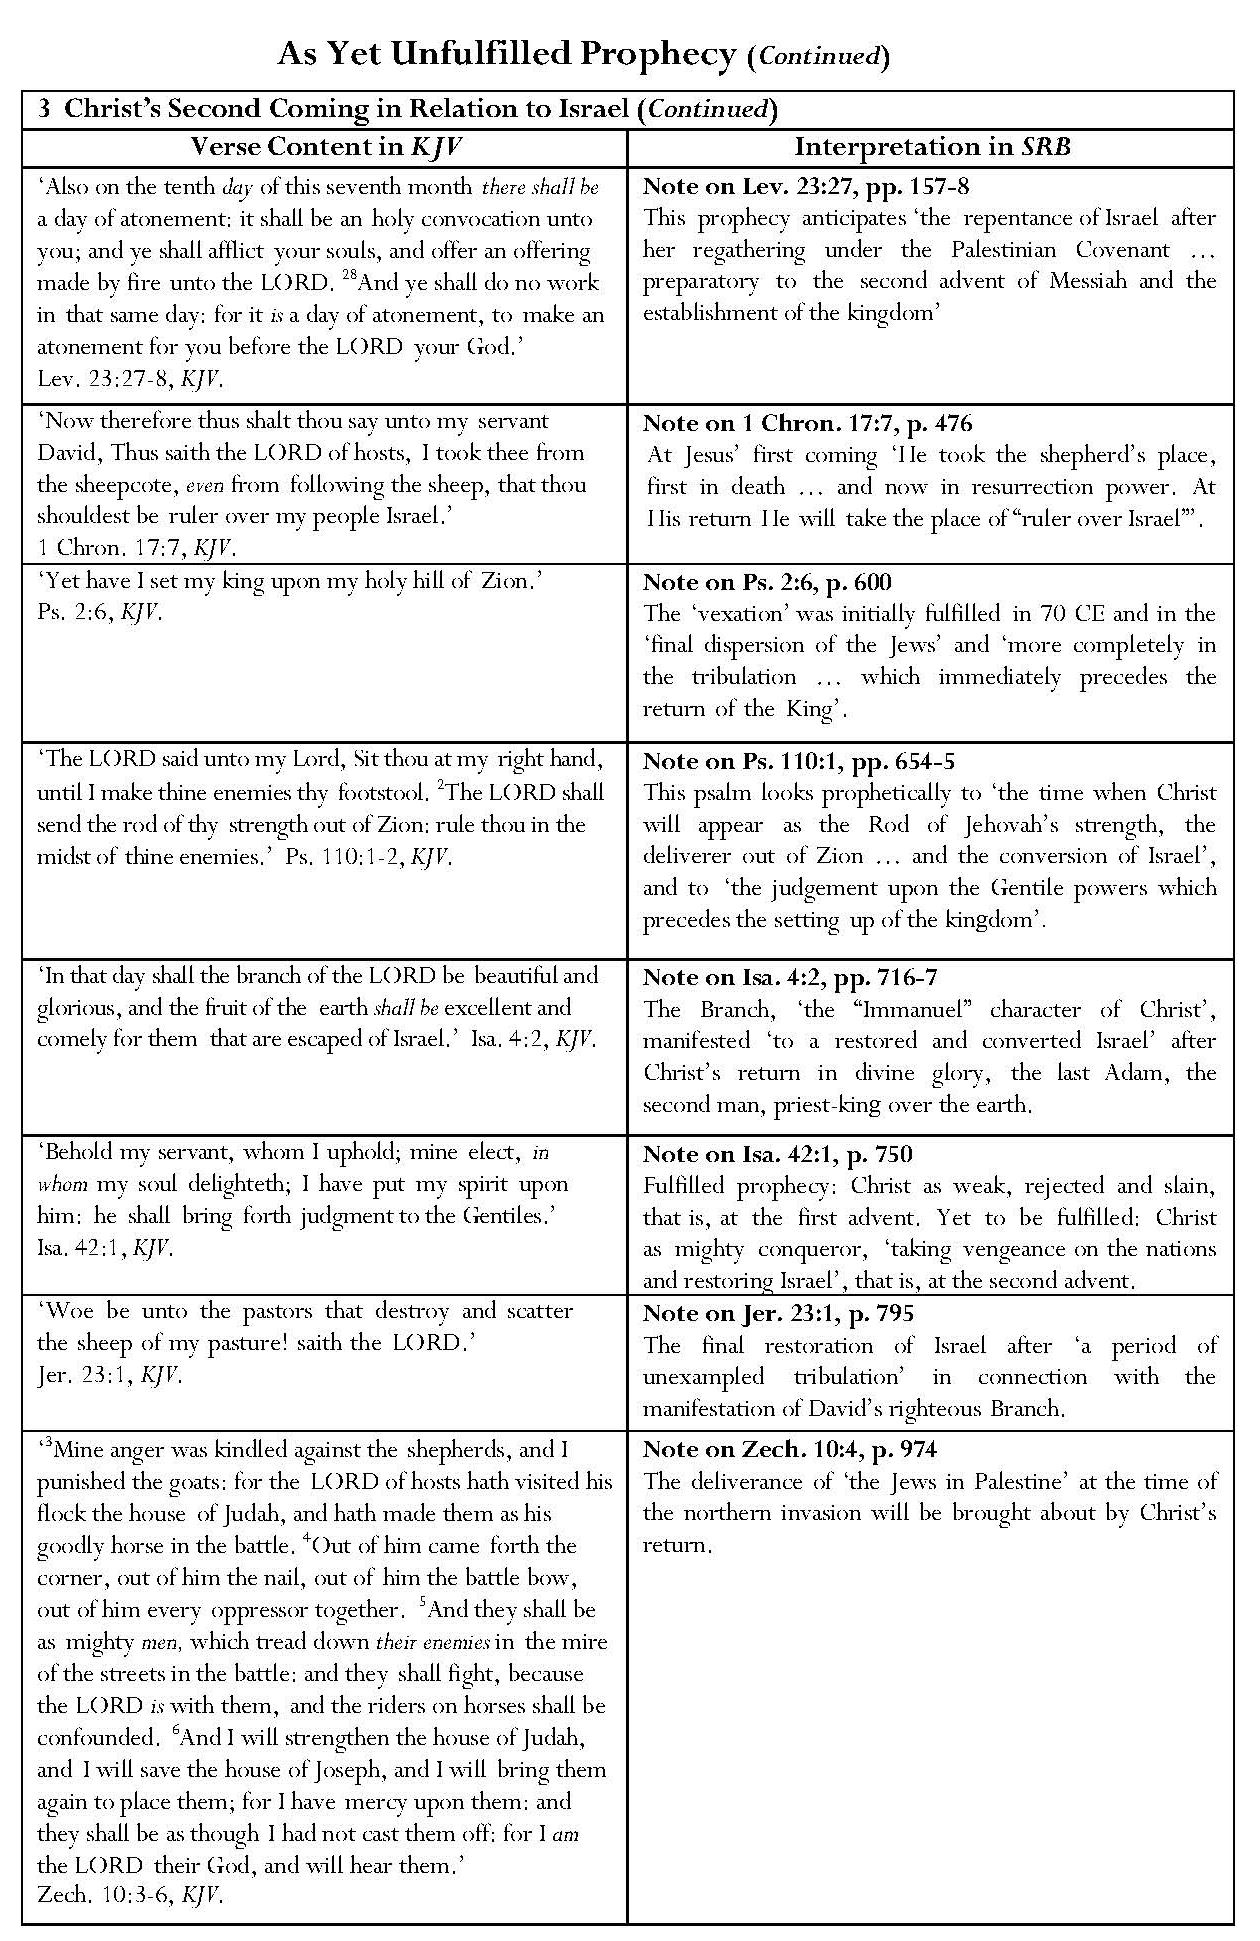 As Yet Unfulfilled Prophecy (Continued)
3 Christ’s Second Coming in Relation to Israel (Continued)
Verse Content in KJV
Interpretation in SRB
‘Also on the tenth day of this seventh month there shall be
a day of atonement: it shall be an holy convocation unto
you; and ye shall afflict your souls, and offer an offering
made by fire unto the LORD. 28And ye shall do no work
in that same day: for it is a day of atonement, to make an
atonement for you before the LORD your God.’
Lev. 23:27-8, KJV.
Note on Lev. 23:27, pp. 157-8
This prophecy anticipates ‘the repentance of Israel after
her regathering under the Palestinian Covenant …
preparatory to the second advent of Messiah and the
establishment of the kingdom’
‘Now therefore thus shalt thou say unto my servant
David, Thus saith the LORD of hosts, I took thee from
the sheepcote, even from following the sheep, that thou
shouldest be ruler over my people Israel.’
1 Chron. 17:7, KJV.
Note on 1 Chron. 17:7, p. 476
At Jesus’ first coming ‘He took the shepherd’s place,
first in death … and now in resurrection power. At
His return He will take the place of “ruler over Israel”’.
‘Yet have I set my king upon my holy hill of Zion.’
Ps. 2:6, KJV.
Note on Ps. 2:6, p. 600
The ‘vexation’ was initially fulfilled in 70 CE and in the
‘final dispersion of the Jews’ and ‘more completely in
the tribulation … which immediately precedes the
return of the King’.
‘The LORD said unto my Lord, Sit thou at my right hand,
until I make thine enemies thy footstool. 2The LORD shall
send the rod of thy strength out of Zion: rule thou in the
midst of thine enemies.’ Ps. 110:1-2, KJV.
Note on Ps. 110:1, pp. 654-5
This psalm looks prophetically to ‘the time when Christ
will appear as the Rod of Jehovah’s strength, the
deliverer out of Zion … and the conversion of Israel’,
and to ‘the judgement upon the Gentile powers which
precedes the setting up of the kingdom’.
‘In that day shall the branch of the LORD be beautiful and
glorious, and the fruit of the earth shall be excellent and
comely for them that are escaped of Israel.’ Isa. 4:2, KJV.
Note on Isa. 4:2, pp. 716-7
The Branch, ‘the “Immanuel” character of Christ’,
manifested ‘to a restored and converted Israel’ after
Christ’s return in divine glory, the last Adam, the
second man, priest-king over the earth.
‘Behold my servant, whom I uphold; mine elect, in
whom my soul delighteth; I have put my spirit upon
him: he shall bring forth judgment to the Gentiles.’
Isa. 42:1, KJV.
Note on Isa. 42:1, p. 750
Fulfilled prophecy: Christ as weak, rejected and slain,
that is, at the first advent. Yet to be fulfilled: Christ
as mighty conqueror, ‘taking vengeance on the nations
and restoring Israel’, that is, at the second advent.
‘Woe be unto the pastors that destroy and scatter
the sheep of my pasture! saith the LORD.’
Jer. 23:1, KJV.
Note on Jer. 23:1, p. 795
The final restoration of Israel after ‘a period of
unexampled tribulation’ in connection with the
manifestation of David’s righteous Branch.
‘3Mine anger was kindled against the shepherds, and I
punished the goats: for the LORD of hosts hath visited his
flock the house of Judah, and hath made them as his
goodly horse in the battle. 4Out of him came forth the
corner, out of him the nail, out of him the battle bow,
out of him every oppressor together. 5And they shall be
as mighty men, which tread down their enemies in the mire
of the streets in the battle: and they shall fight, because
the LORD is with them, and the riders on horses shall be
confounded. 6And I will strengthen the house of Judah,
and I will save the house of Joseph, and I will bring them
again to place them; for I have mercy upon them: and
they shall be as though I had not cast them off: for I am
the LORD their God, and will hear them.’
Zech. 10:3-6, KJV.
Note on Zech. 10:4, p. 974
The deliverance of ‘the Jews in Palestine’ at the time of
the northern invasion will be brought about by Christ’s
return.